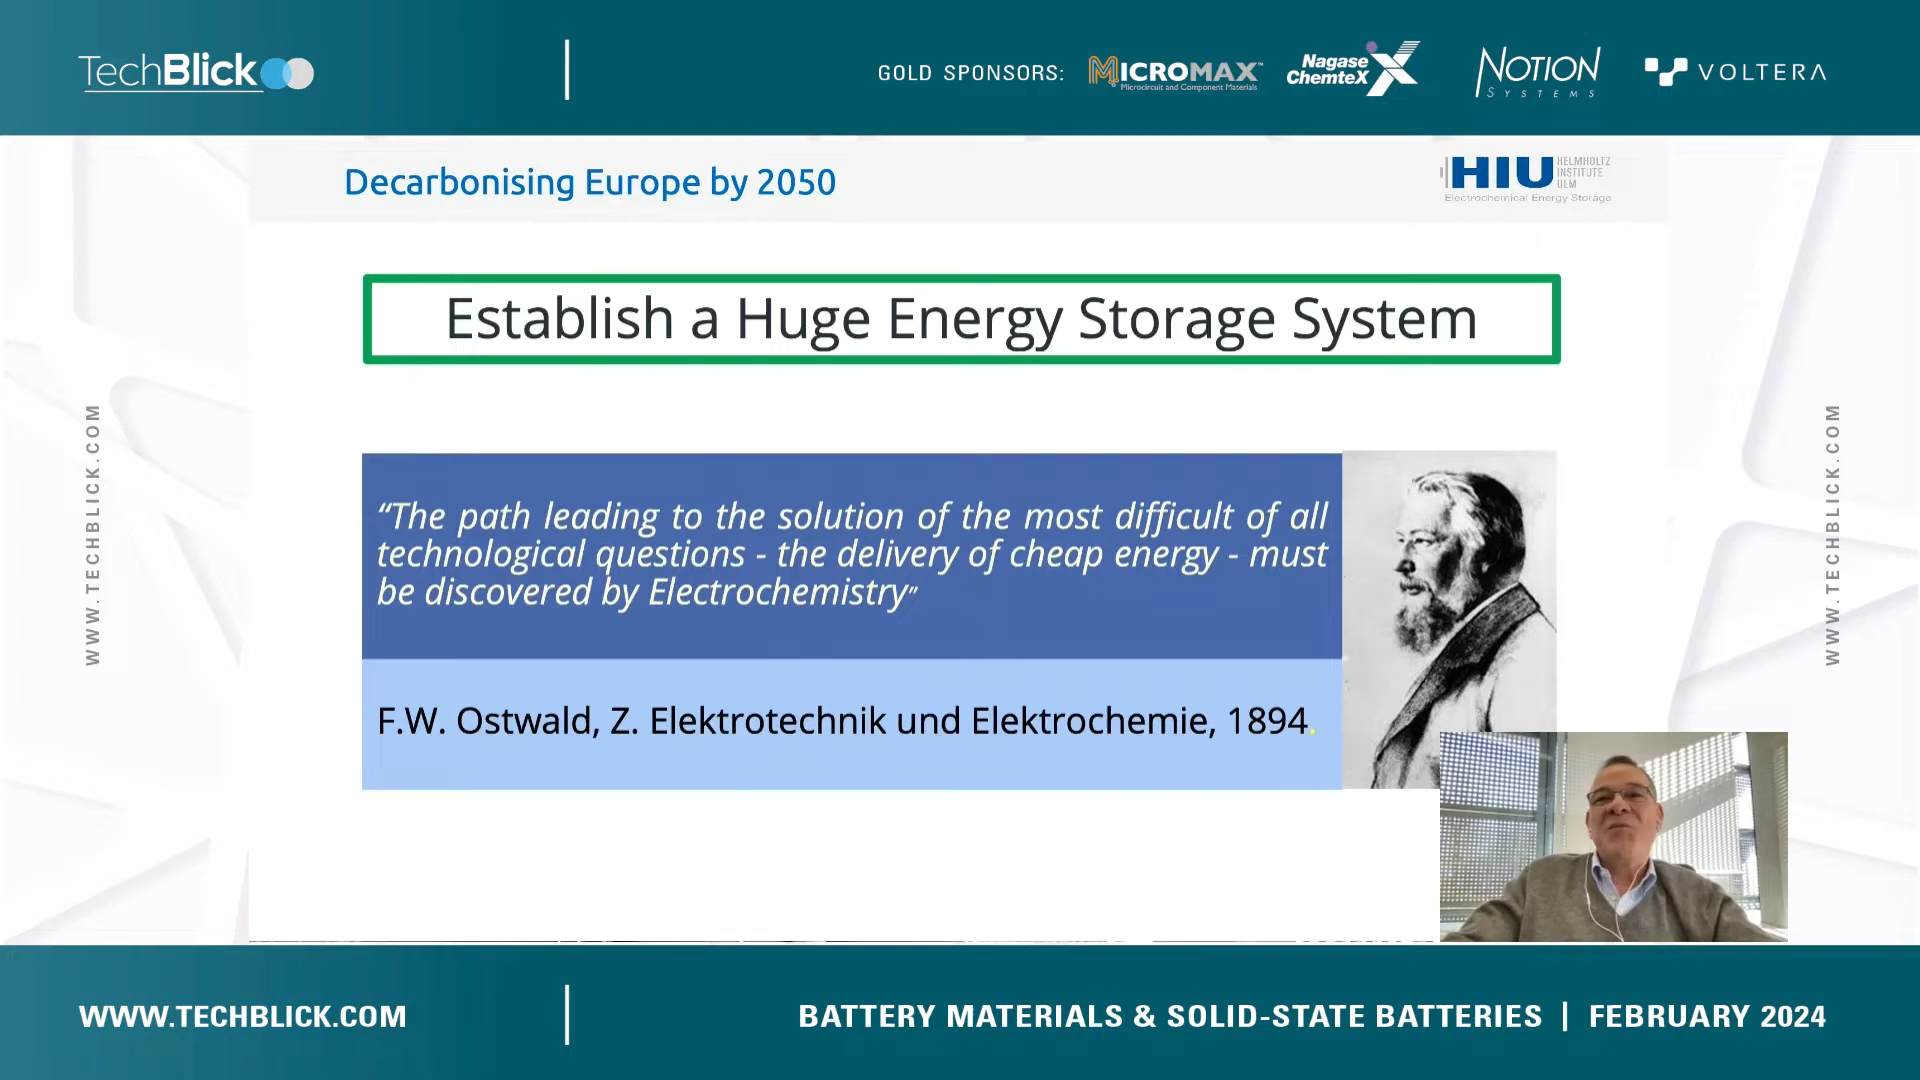 TechBlick
GOLD SPONSORS:
MICROMAX™
Microcircuit and Component Materials
Nagase
ChemteX
NOTION
SYSTEMS
VOLTERA
Decarbonising Europe by 2050
HIU
HELMHOLTZ
INSTITUTE
ULM
Electrochemical Energy Storage
Establish a Huge Energy Storage System
WWW.TECHBLICK.COM
“The path leading to the solution of the most difficult of all
technological questions - the delivery of cheap energy - must
be discovered by Electrochemistry”
F.W. Ostwald, Z. Elektrotechnik und Elektrochemie, 1894.
WWW.TECHBLICK.COM
WWW.TECHBLICK.COM
BATTERY MATERIALS & SOLID-STATE BATTERIES | FEBRUARY 2024